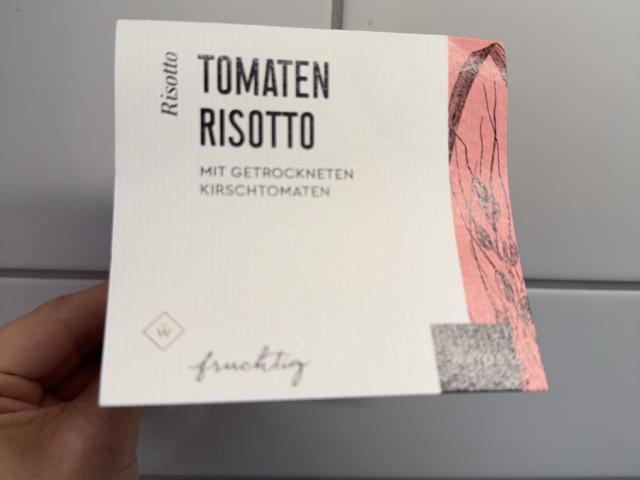 Risotto
TOMATEN
RISOTTO
MIT GETROCKNETEN
KIRSCHTOMATEN
W
fruchtig